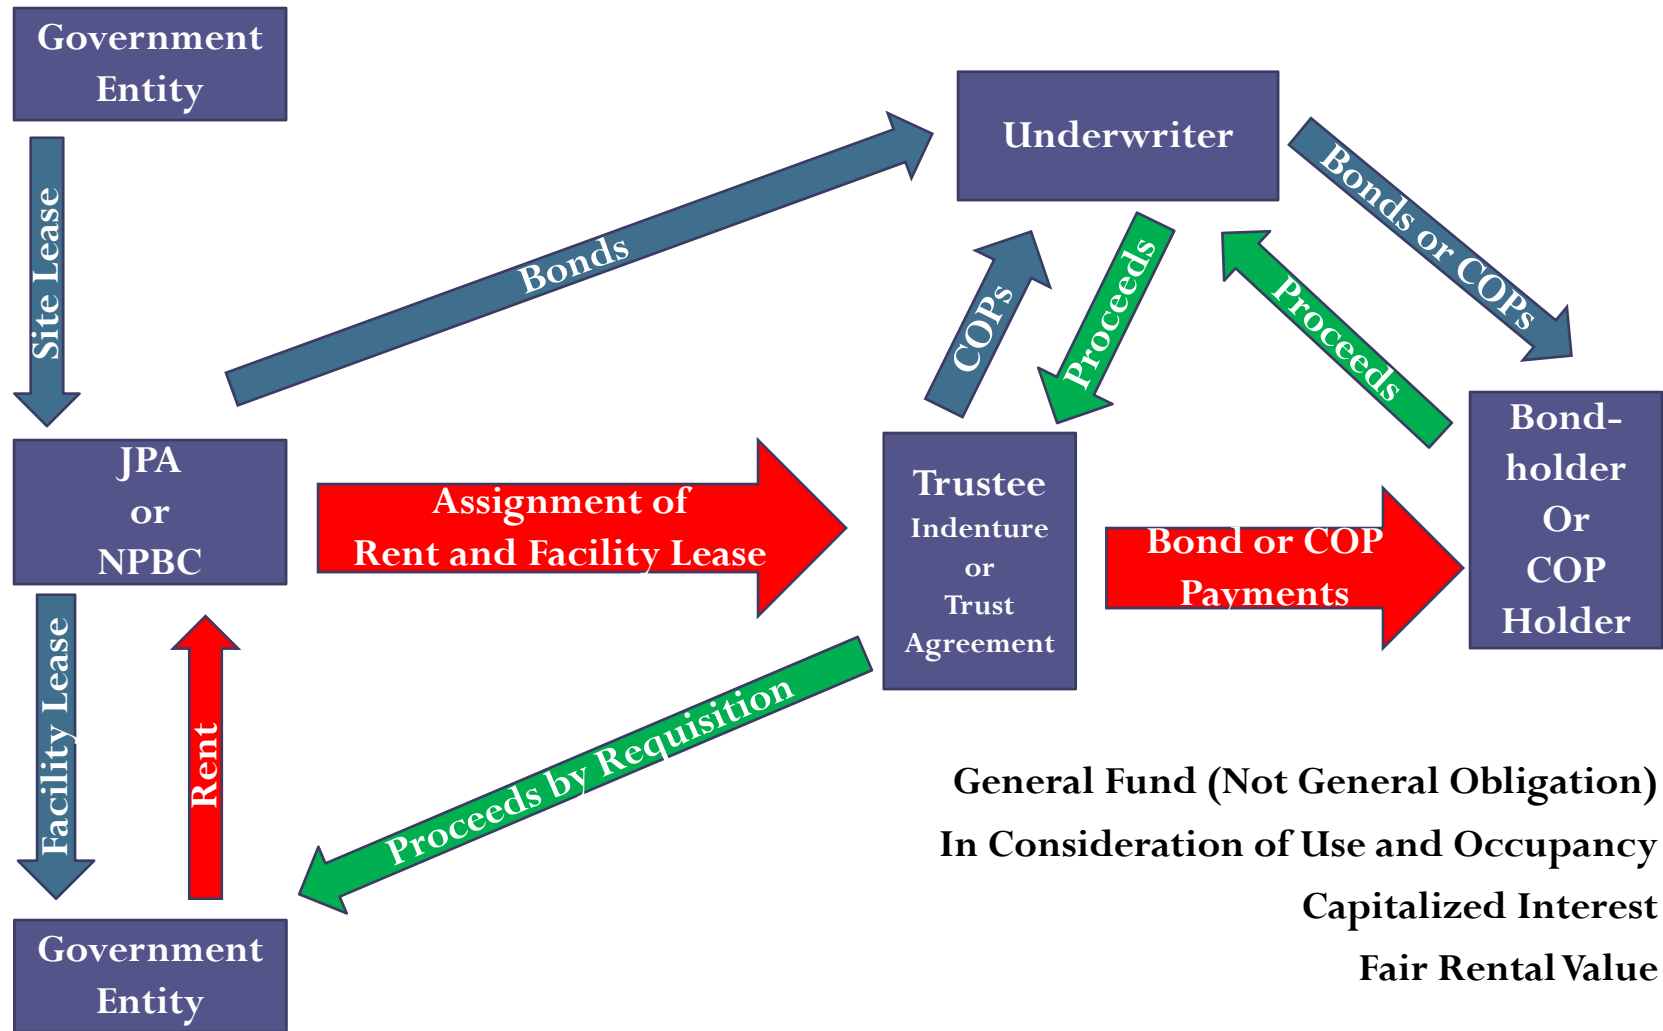 Government
Entity
Underwriter
Site Lease
Bonds
COPs
Proceeds
Bonds or COPs
Proceeds
JPA
or
NPBC
Assignment of
Rent and Facility Lease
Trustee
Indenture
or
Trust
Agreement
Bond or COP
Payments
Bond-
holder
Or
COP
Holder
Facility Lease
Rent
Proceeds by Requisition
Government
Entity
General Fund (Not General Obligation)
In Consideration of Use and Occupancy
Capitalized Interest
Fair Rental Value